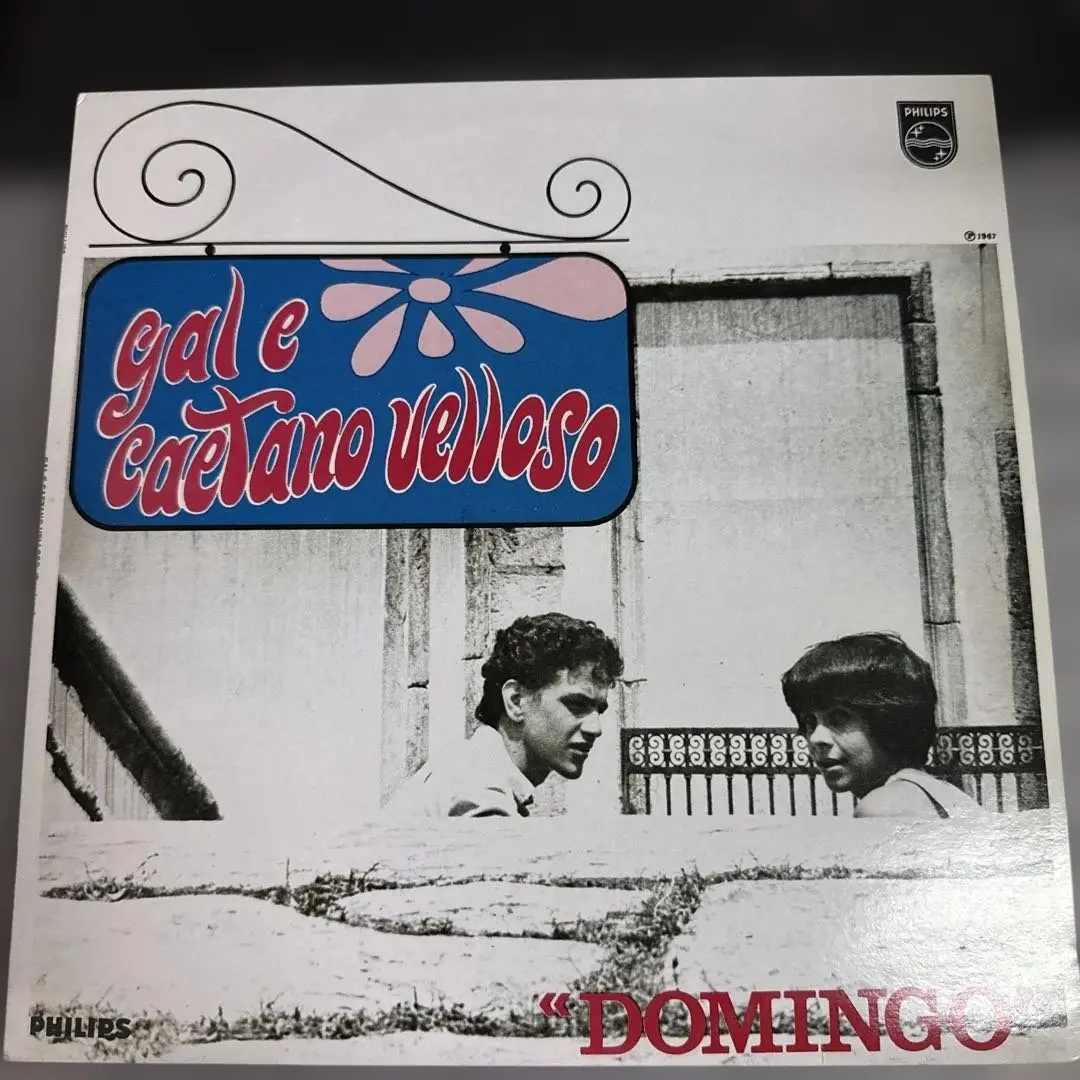 PHILIPS
℗ 1967
gal e
caetano velloso
PHILIPS
"DOMINGO"